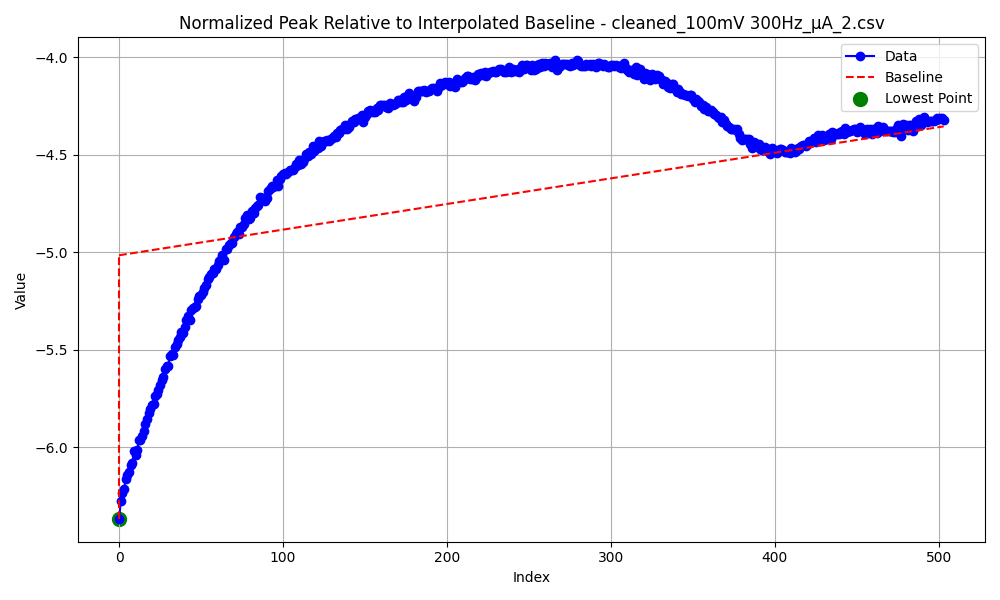 Normalized Peak Relative to Interpolated Baseline - cleaned_100mV 300Hz_μA_2.csv
Data
Baseline
Lowest Point
Value
−4.0
−4.5
−5.0
−5.5
−6.0
0 100 200 300 400 500
Index